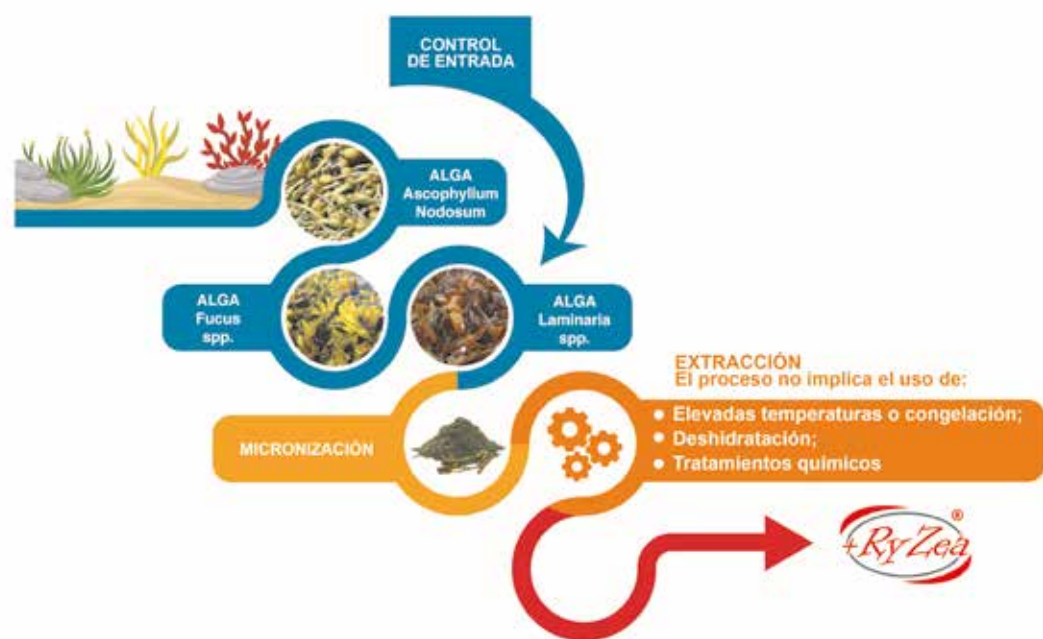 CONTROL
DE ENTRADA
ALGA
Ascophyllum
Nodosum
ALGA
Fucus
spp.
ALGA
Laminaria
spp.
EXTRACCIÓN
El proceso no implica el uso de:
• Elevadas temperaturas o congelación;
• Deshidratación;
• Tratamientos químicos
MICRONIZACIÓN
+RyZea®